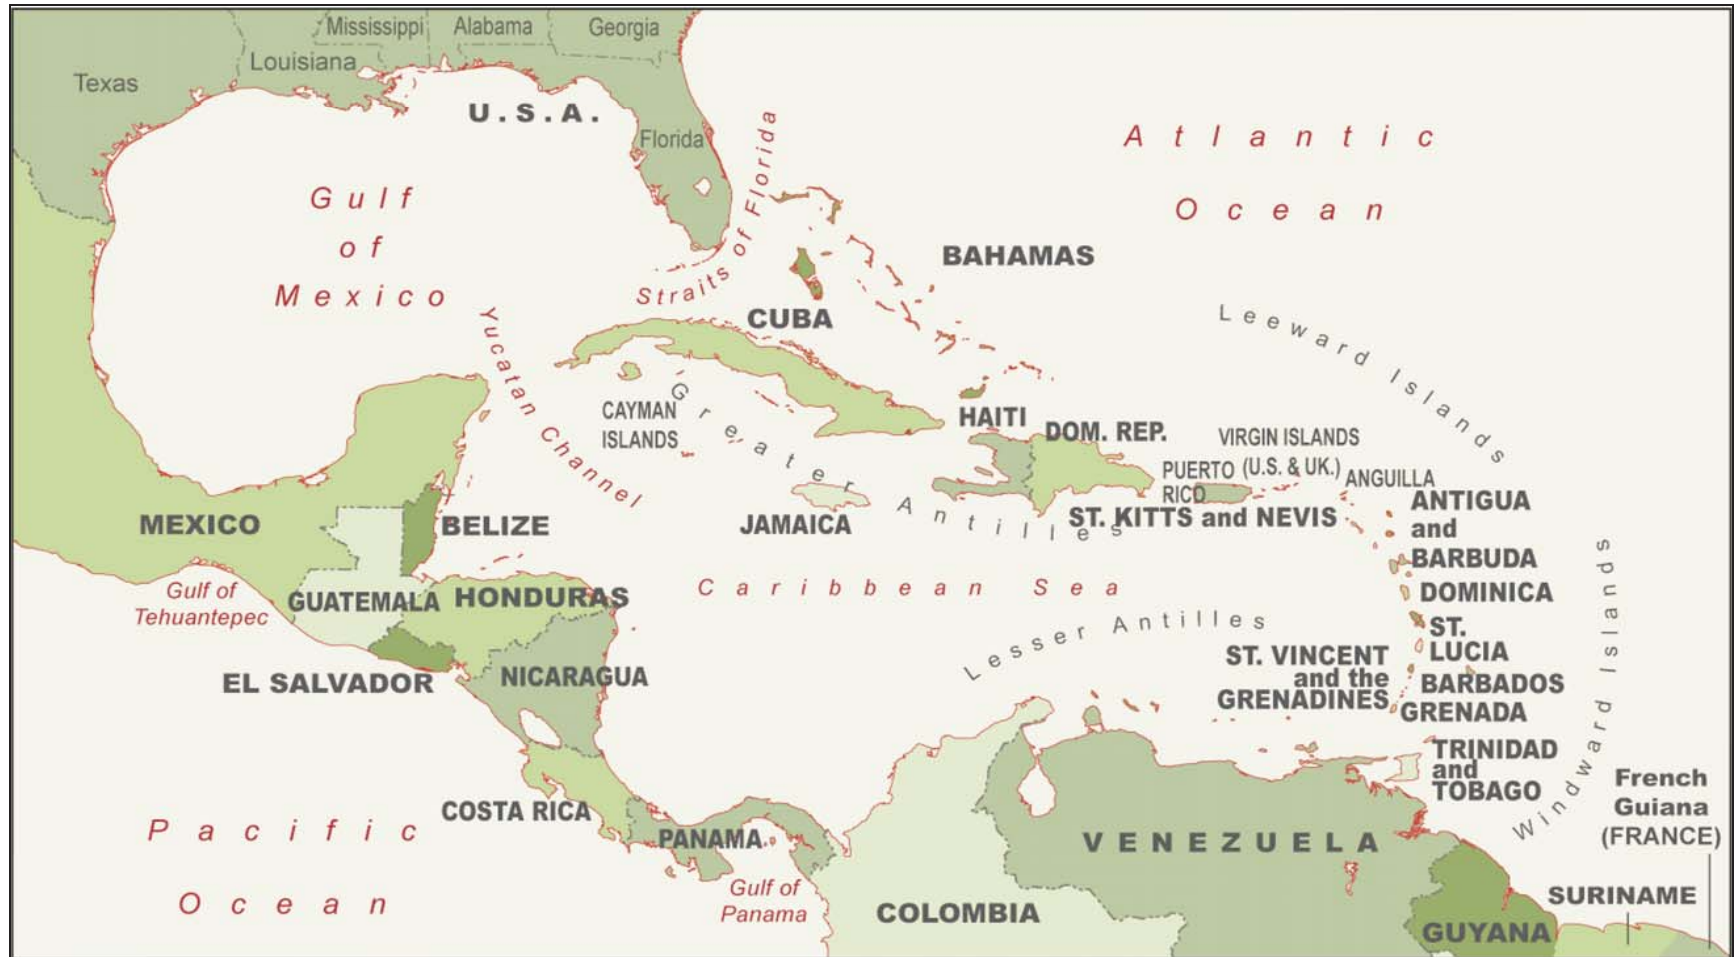 Mississippi
Alabama
Georgia
Louisiana
Texas
U.S.A.
Florida
Atlantic
Ocean
Gulf
of
Mexico
Straits of Florida
BAHAMAS
Yucatan Channel
CUBA
Leeward Islands
CAYMAN
ISLANDS
Greater Antilles
HAITI
DOM. REP.
VIRGIN ISLANDS
(U.S. & UK.)
PUERTO
RICO
ANGUILLA
ANTIGUA
and
BARBUDA
MEXICO
BELIZE
JAMAICA
ST. KITTS and NEVIS
Gulf of
Tehuantepec
GUATEMALA
HONDURAS
Caribbean Sea
DOMINICA
Lesser Antilles
ST.
LUCIA
Windward Islands
EL SALVADOR
NICARAGUA
ST. VINCENT
and the
GRENADINES
BARBADOS
GRENADA
TRINIDAD
and
TOBAGO
French
Guiana
(FRANCE)
COSTA RICA
PANAMA
Pacific
Ocean
VENEZUELA
Gulf of
Panama
COLOMBIA
SURINAME
GUYANA